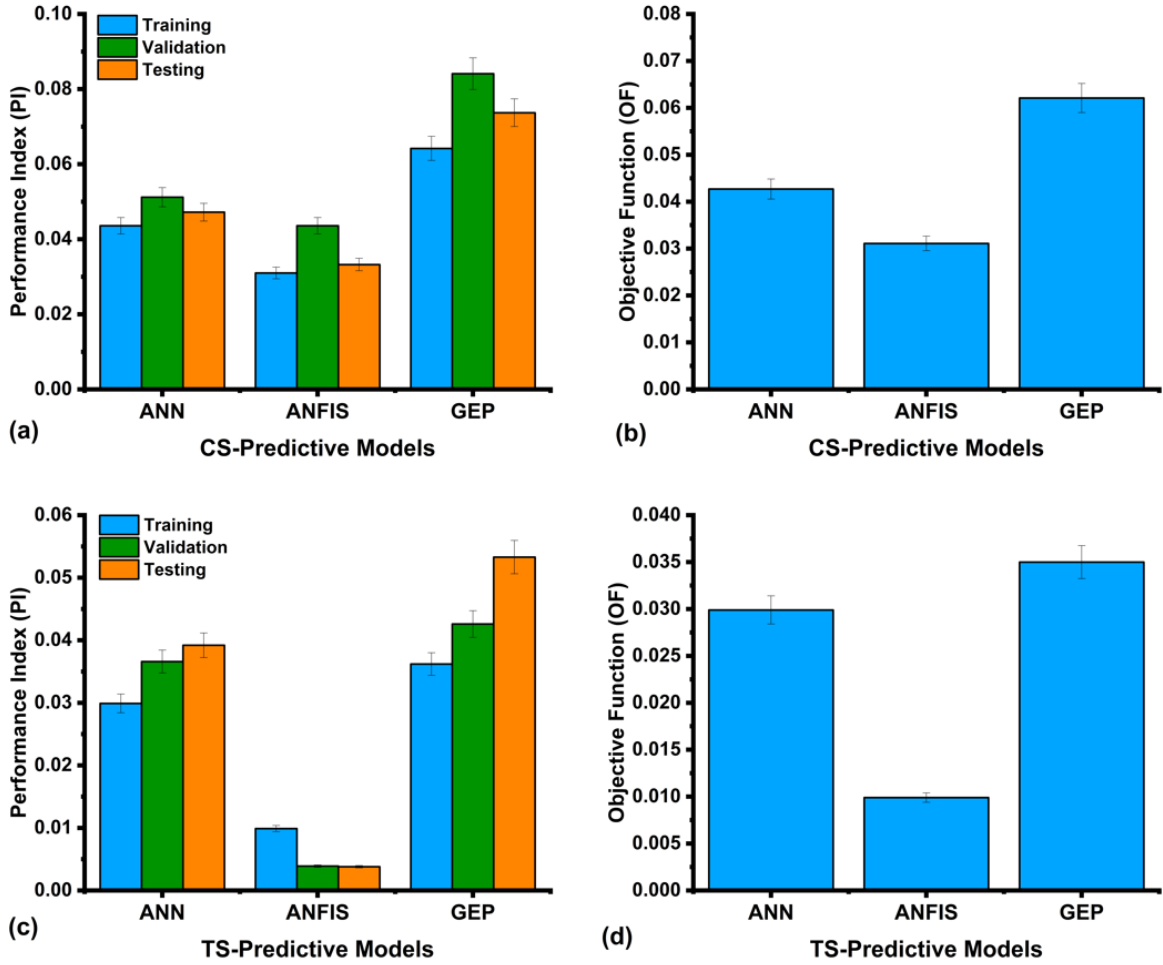 0.10
0.08
0.06
0.04
0.02
0.00
Performance Index (PI)
Training
Validation
Testing
ANN
ANFIS
GEP
(a)
CS-Predictive Models
0.08
0.07
0.06
0.05
0.04
0.03
0.02
0.01
0.00
Objective Function (OF)
ANN
ANFIS
GEP
(b)
CS-Predictive Models
0.06
0.05
0.04
0.03
0.02
0.01
0.00
Performance Index (PI)
Training
Validation
Testing
ANN
ANFIS
GEP
(c)
TS-Predictive Models
0.040
0.035
0.030
0.025
0.020
0.015
0.010
0.005
0.000
Objective Function (OF)
ANN
ANFIS
GEP
(d)
TS-Predictive Models